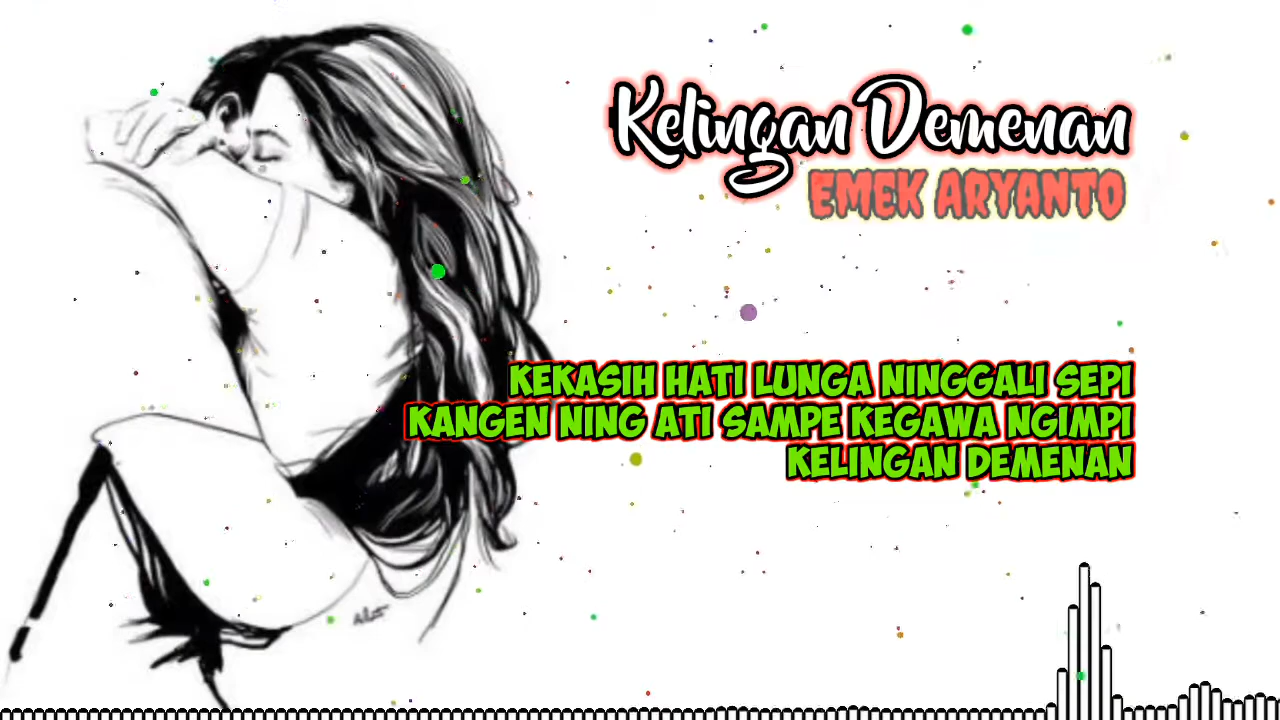 Kelingan Demenan
EMEK ARYANTO
KEKASIH HATI LUNGA NINGGALI SEPI
KANGEN NING ATI SAMPE KEGAWA NGIMPI
KELINGAN DEMENAN